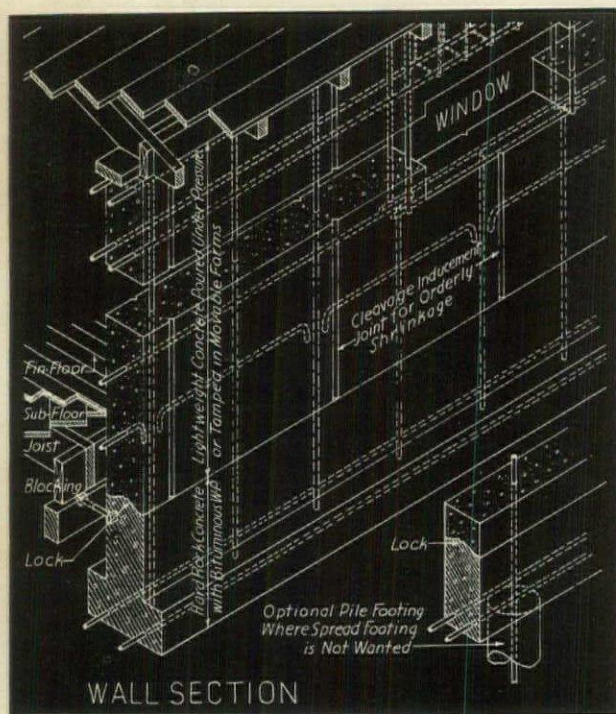 WINDOW
Lightweight Concrete Poured Under Pressure
or Tamped in Movable Forms
Cleavage Inducement
Joint for Orderly
Shrinkage
Fin-Floor
Sub-Floor
Joist
Blocking
Lock
Hard Rock Concrete
with Bituminous WP
Lock
Optional Pile Footing
Where Spread Footing
is Not Wanted
WALL SECTION